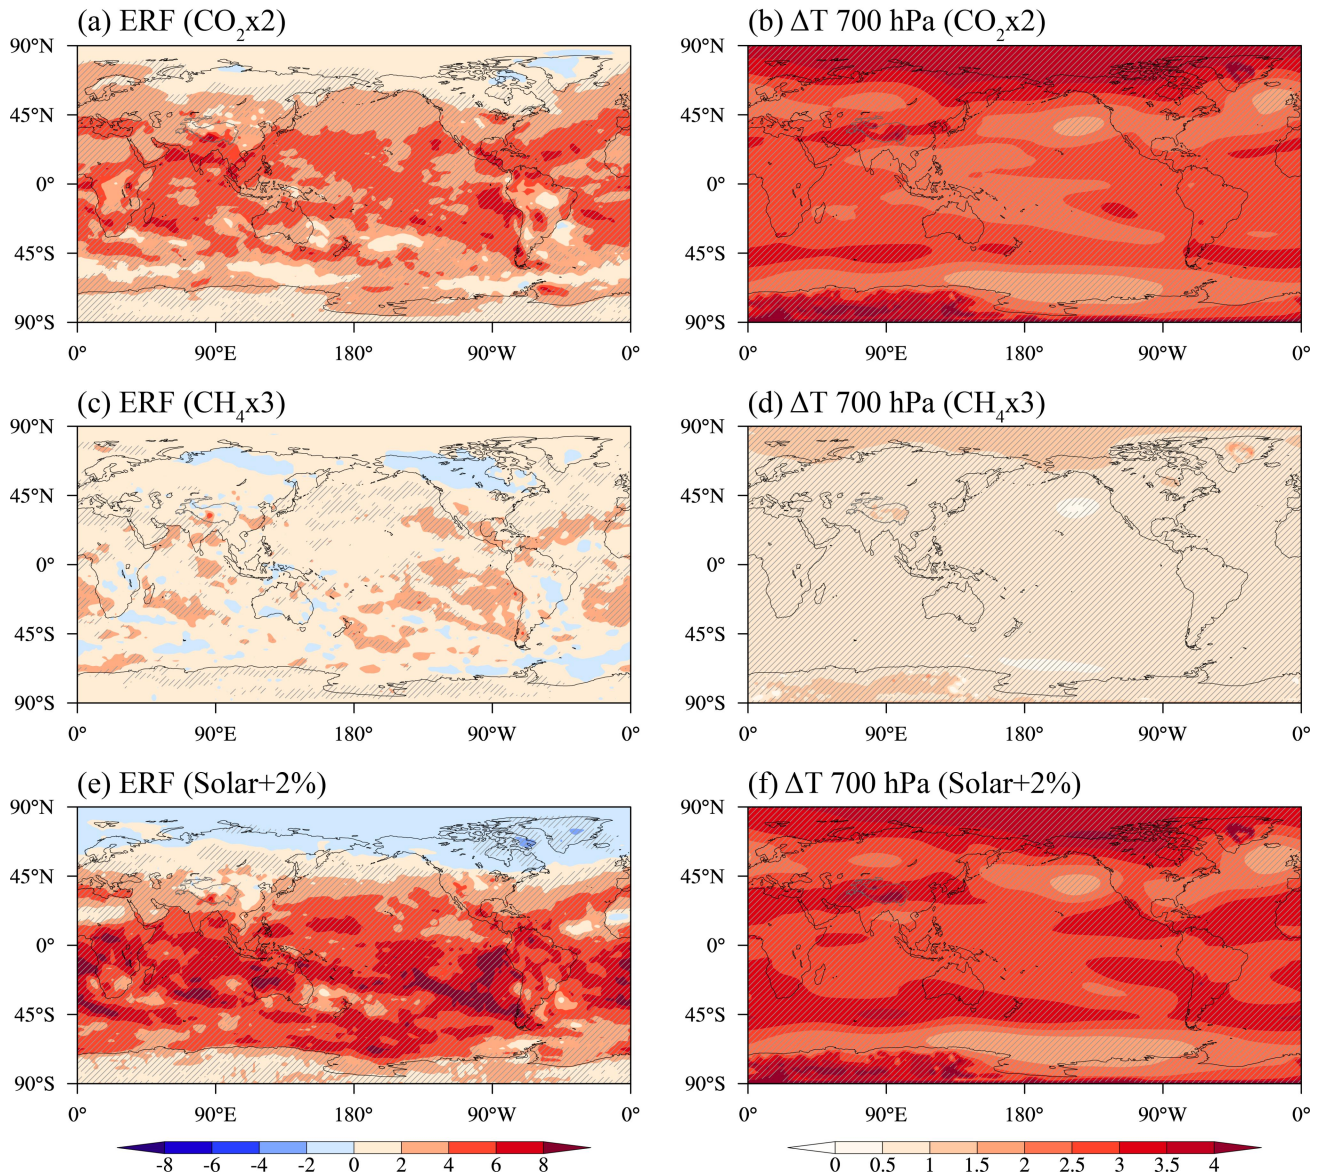 (a) ERF (CO₂x2)
(b) ΔT 700 hPa (CO₂x2)
90°N
45°N
0°
45°S
90°S
0° 90°E 180° 90°W 0°
90°N
45°N
0°
45°S
90°S
0° 90°E 180° 90°W 0°
(c) ERF (CH₄x3)
(d) ΔT 700 hPa (CH₄x3)
90°N
45°N
0°
45°S
90°S
0° 90°E 180° 90°W 0°
90°N
45°N
0°
45°S
90°S
0° 90°E 180° 90°W 0°
(e) ERF (Solar+2%)
(f) ΔT 700 hPa (Solar+2%)
90°N
45°N
0°
45°S
90°S
0° 90°E 180° 90°W 0°
90°N
45°N
0°
45°S
90°S
0° 90°E 180° 90°W 0°
-8 -6 -4 -2 0 2 4 6 8
0 0.5 1 1.5 2 2.5 3 3.5 4